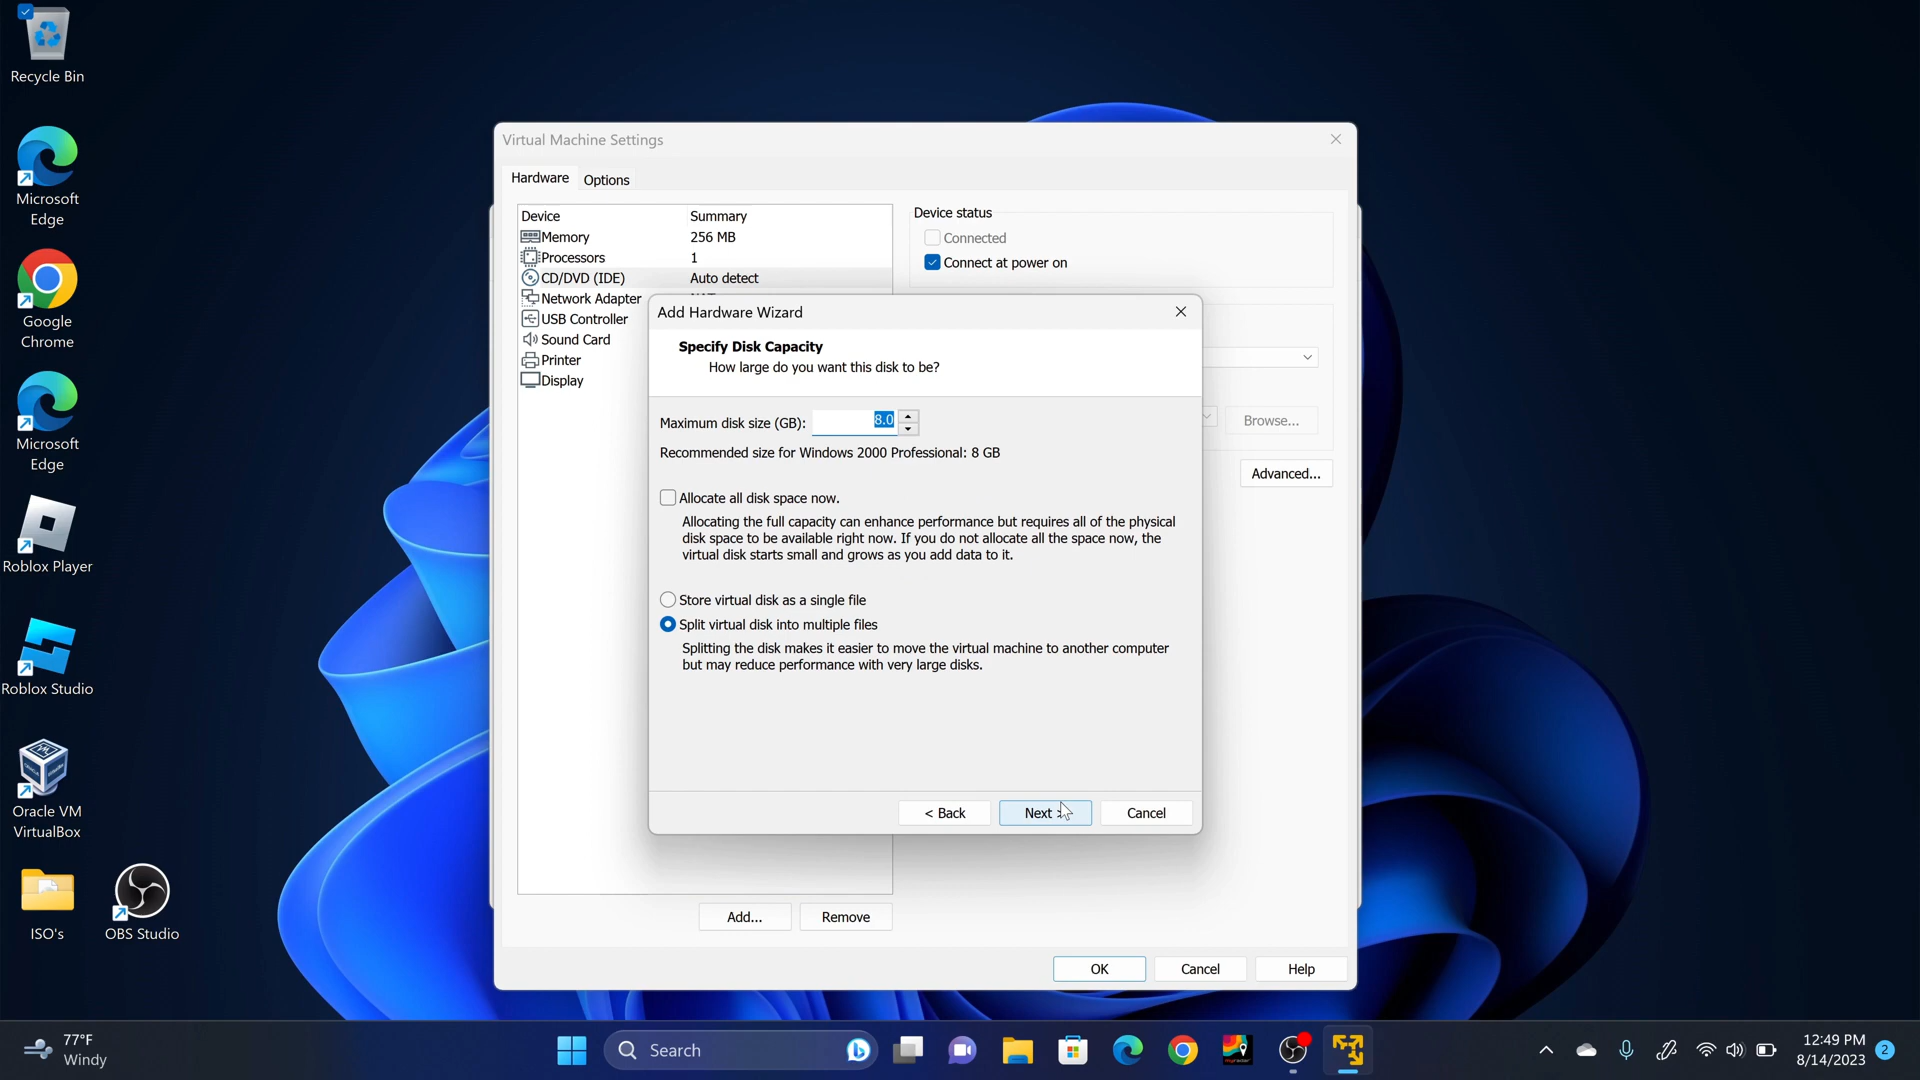 Recycle Bin
Microsoft
Edge
Google
Chrome
Microsoft
Edge
Roblox Player
Roblox Studio
Oracle VM
VirtualBox
ISO's
OBS Studio
Virtual Machine Settings
Hardware
Options
Device
Summary
Memory
256 MB
Processors
1
CD/DVD (IDE)
Auto detect
Network Adapter
USB Controller
Sound Card
Printer
Display
Device status
Connected
Connect at power on
Browse...
Advanced...
Add Hardware Wizard
Specify Disk Capacity
How large do you want this disk to be?
Maximum disk size (GB):
8.0
Recommended size for Windows 2000 Professional: 8 GB
Allocate all disk space now.
Allocating the full capacity can enhance performance but requires all of the physical
disk space to be available right now. If you do not allocate all the space now, the
virtual disk starts small and grows as you add data to it.
Store virtual disk as a single file
Split virtual disk into multiple files
Splitting the disk makes it easier to move the virtual machine to another computer
but may reduce performance with very large disks.
< Back
Next >
Cancel
Add...
Remove
OK
Cancel
Help
77°F
Windy
Search
12:49 PM
8/14/2023
2